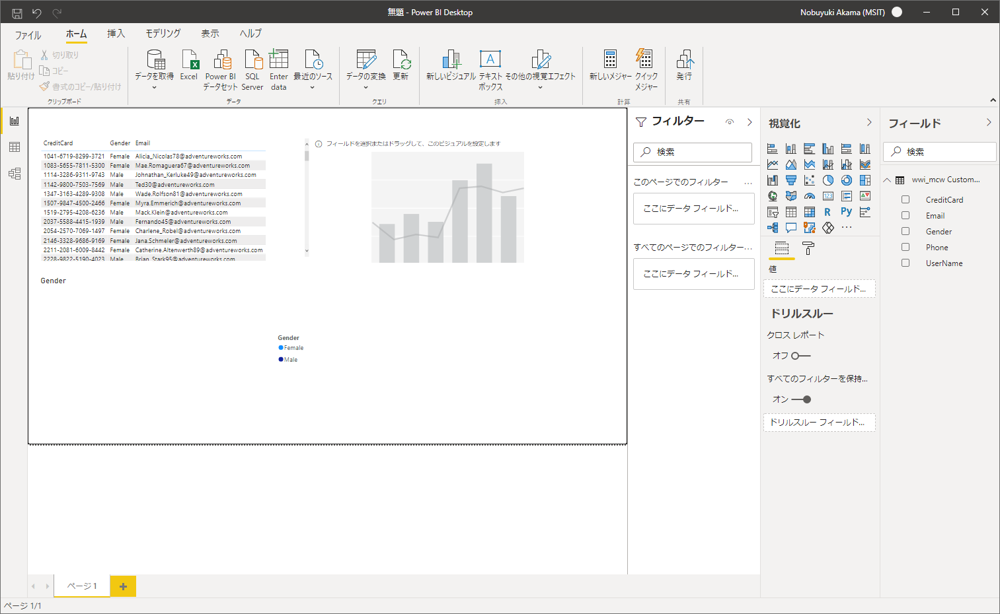 無題 - Power BI Desktop
Nobuyuki Akama (MSIT)
ファイル ホーム 挿入 モデリング 表示 ヘルプ
貼り付け
切り取り
コピー
書式のコピー/貼り付け
クリップボード
データを取得
Excel
Power BI
データセット
SQL
Server
Enter
data
最近のソース
データ
データの変換
更新
クエリ
新しいビジュアル
テキスト
ボックス
その他の視覚エフェクト
挿入
新しいメジャー
クイック
メジャー
計算
発行
共有
CreditCard Gender Email
1041-6719-8299-3721 Female Alicia_Nicolas78@adventureworks.com
1083-5655-7811-5300 Female Mae.Romaguera67@adventureworks.com
1114-3286-9311-9743 Male Johnathan_Kerluke49@adventureworks.com
1142-9800-7503-7569 Male Ted30@adventureworks.com
1347-3163-4289-9308 Male Wade.Rolfson81@adventureworks.com
1507-9847-4500-2466 Female Myra.Emmerich@adventureworks.com
1519-2795-4208-6236 Male Mack.Klein@adventureworks.com
2037-5588-4415-1939 Male Fernando45@adventureworks.com
2054-2570-7069-1497 Female Charlene_Robel@adventureworks.com
2146-3328-9686-9169 Female Jana.Schmeler@adventureworks.com
2211-2081-6009-8442 Female Catherine.Altenwerth89@adventureworks.com
2228-9822-5190-4023 Male Brian_Stark95@adventureworks.com
フィールドを選択またはドラッグして、このビジュアルを設定します
Gender
Gender
Female
Male
フィルター
検索
このページでのフィルター ...
ここにデータ フィールド...
すべてのページでのフィルター...
ここにデータ フィールド...
視覚化
123
R
Py
値
ここにデータ フィールド...
ドリルスルー
クロス レポート
オフ
すべてのフィルターを保持...
オン
ドリルスルー フィールド...
フィールド
検索
wwi_mcw Custom...
CreditCard
Email
Gender
Phone
UserName
ページ 1
ページ 1/1